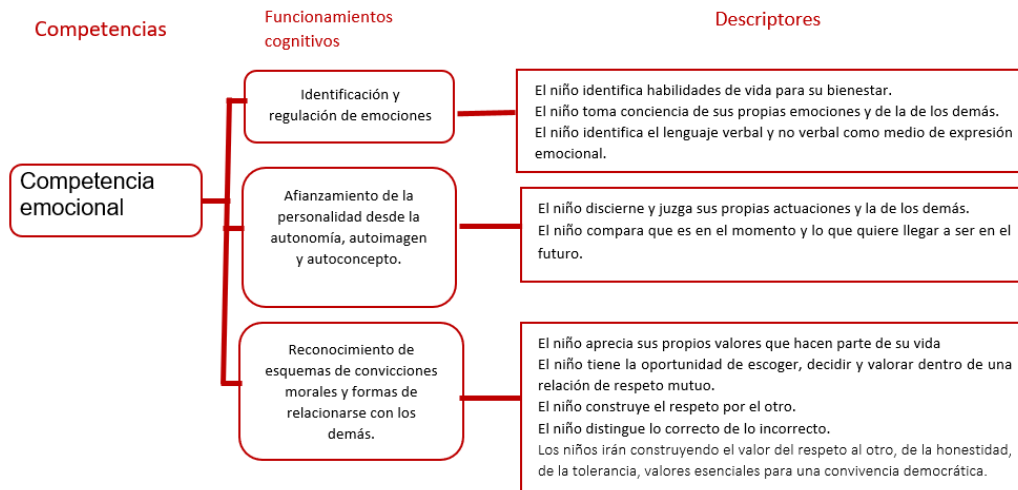 Competencias
Funcionamientos
cognitivos
Descriptores
Competencia
emocional
Identificación y
regulación de emociones
El niño identifica habilidades de vida para su bienestar.
El niño toma conciencia de sus propias emociones y de la de los demás.
El niño identifica el lenguaje verbal y no verbal como medio de expresión
emocional.
Afianzamiento de la
personalidad desde la
autonomía, autoimagen
y autoconcepto.
El niño discierne y juzga sus propias actuaciones y la de los demás.
El niño compara que es en el momento y lo que quiere llegar a ser en el
futuro.
Reconocimiento de
esquemas de convicciones
morales y formas de
relacionarse con los
demás.
El niño aprecia sus propios valores que hacen parte de su vida
El niño tiene la oportunidad de escoger, decidir y valorar dentro de una
relación de respeto mutuo.
El niño construye el respeto por el otro.
El niño distingue lo correcto de lo incorrecto.
Los niños irán construyendo el valor del respeto al otro, de la honestidad,
de la tolerancia, valores esenciales para una convivencia democrática.